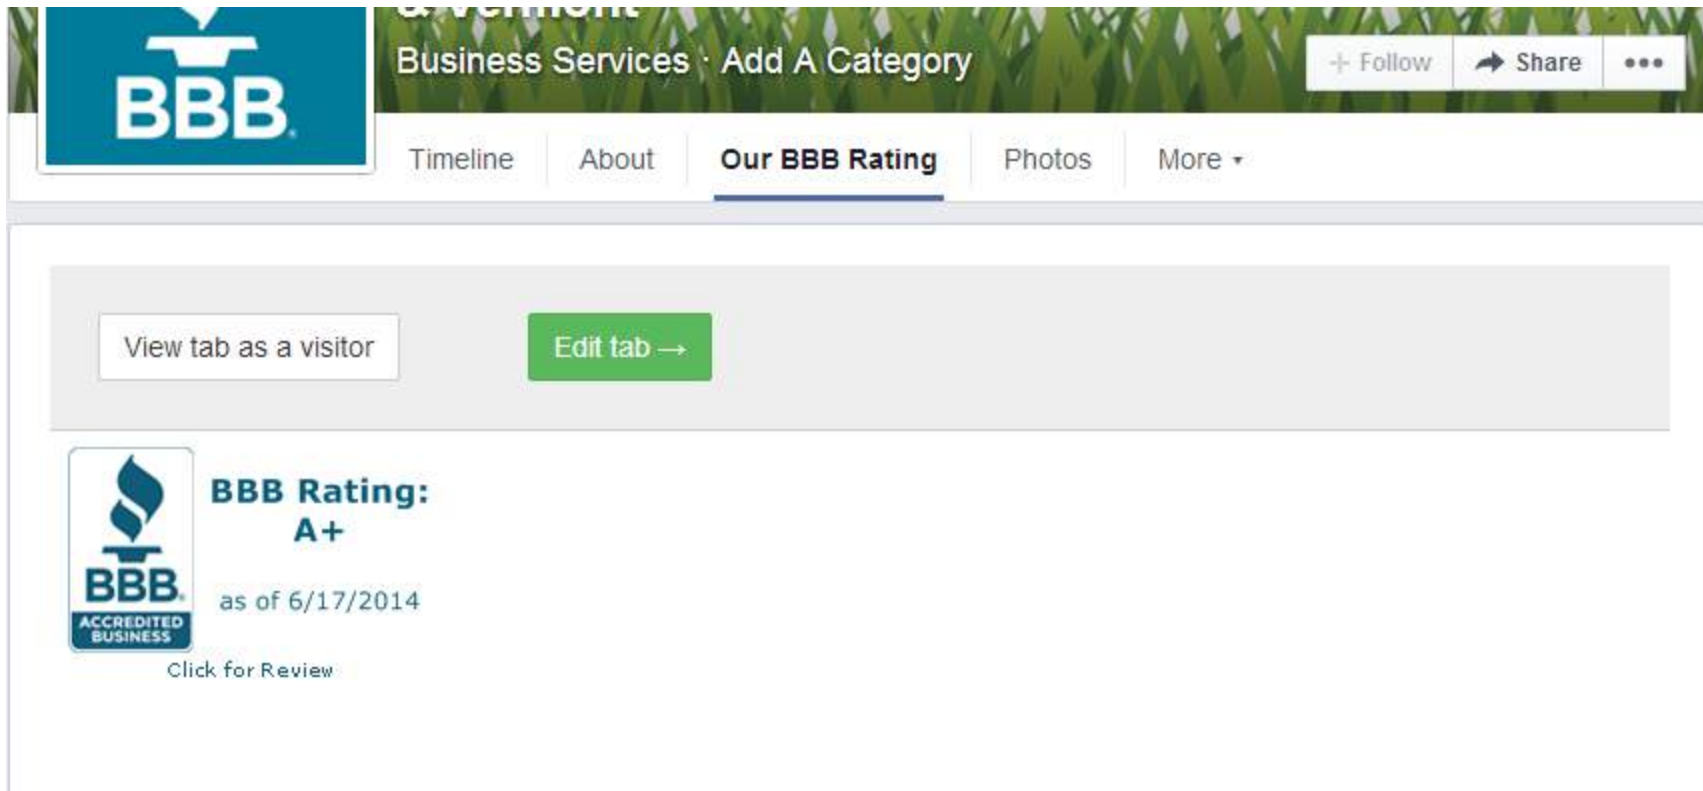 & Vermont
Business Services · Add A Category
+ Follow
Share
BBB®
Timeline
About
Our BBB Rating
Photos
More
View tab as a visitor
Edit tab →
BBB Rating:
A+
BBB®
as of 6/17/2014
ACCREDITED
BUSINESS
Click for Review